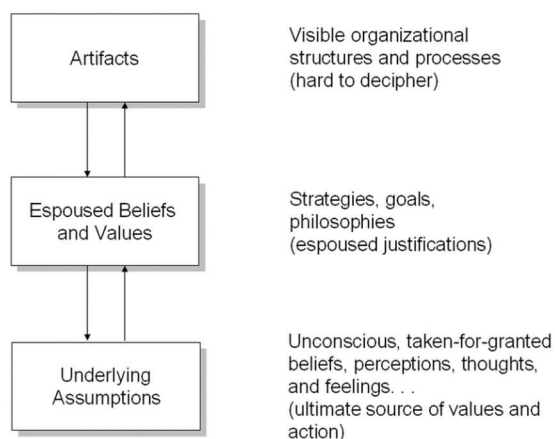 Artifacts
Visible organizational
structures and processes
(hard to decipher)
Espoused Beliefs
and Values
Strategies, goals,
philosophies
(espoused justifications)
Underlying
Assumptions
Unconscious, taken-for-granted
beliefs, perceptions, thoughts,
and feelings. . .
(ultimate source of values and
action)